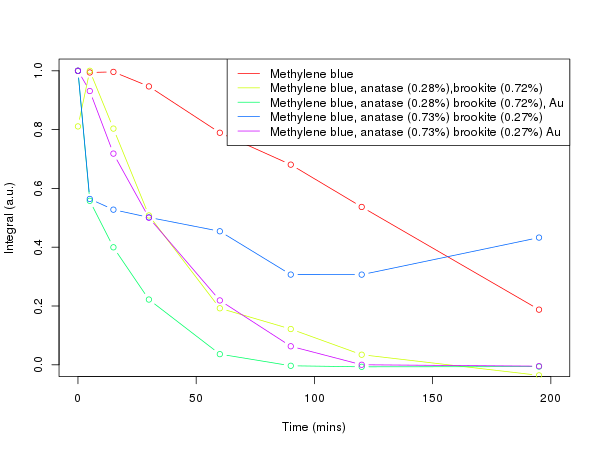 Methylene blue
Methylene blue, anatase (0.28%),brookite (0.72%)
Methylene blue, anatase (0.28%) brookite (0.72%), Au
Methylene blue, anatase (0.73%) brookite (0.27%)
Methylene blue, anatase (0.73%) brookite (0.27%) Au
Integral (a.u.)
1.0
0.8
0.6
0.4
0.2
0.0
0 50 100 150 200
Time (mins)